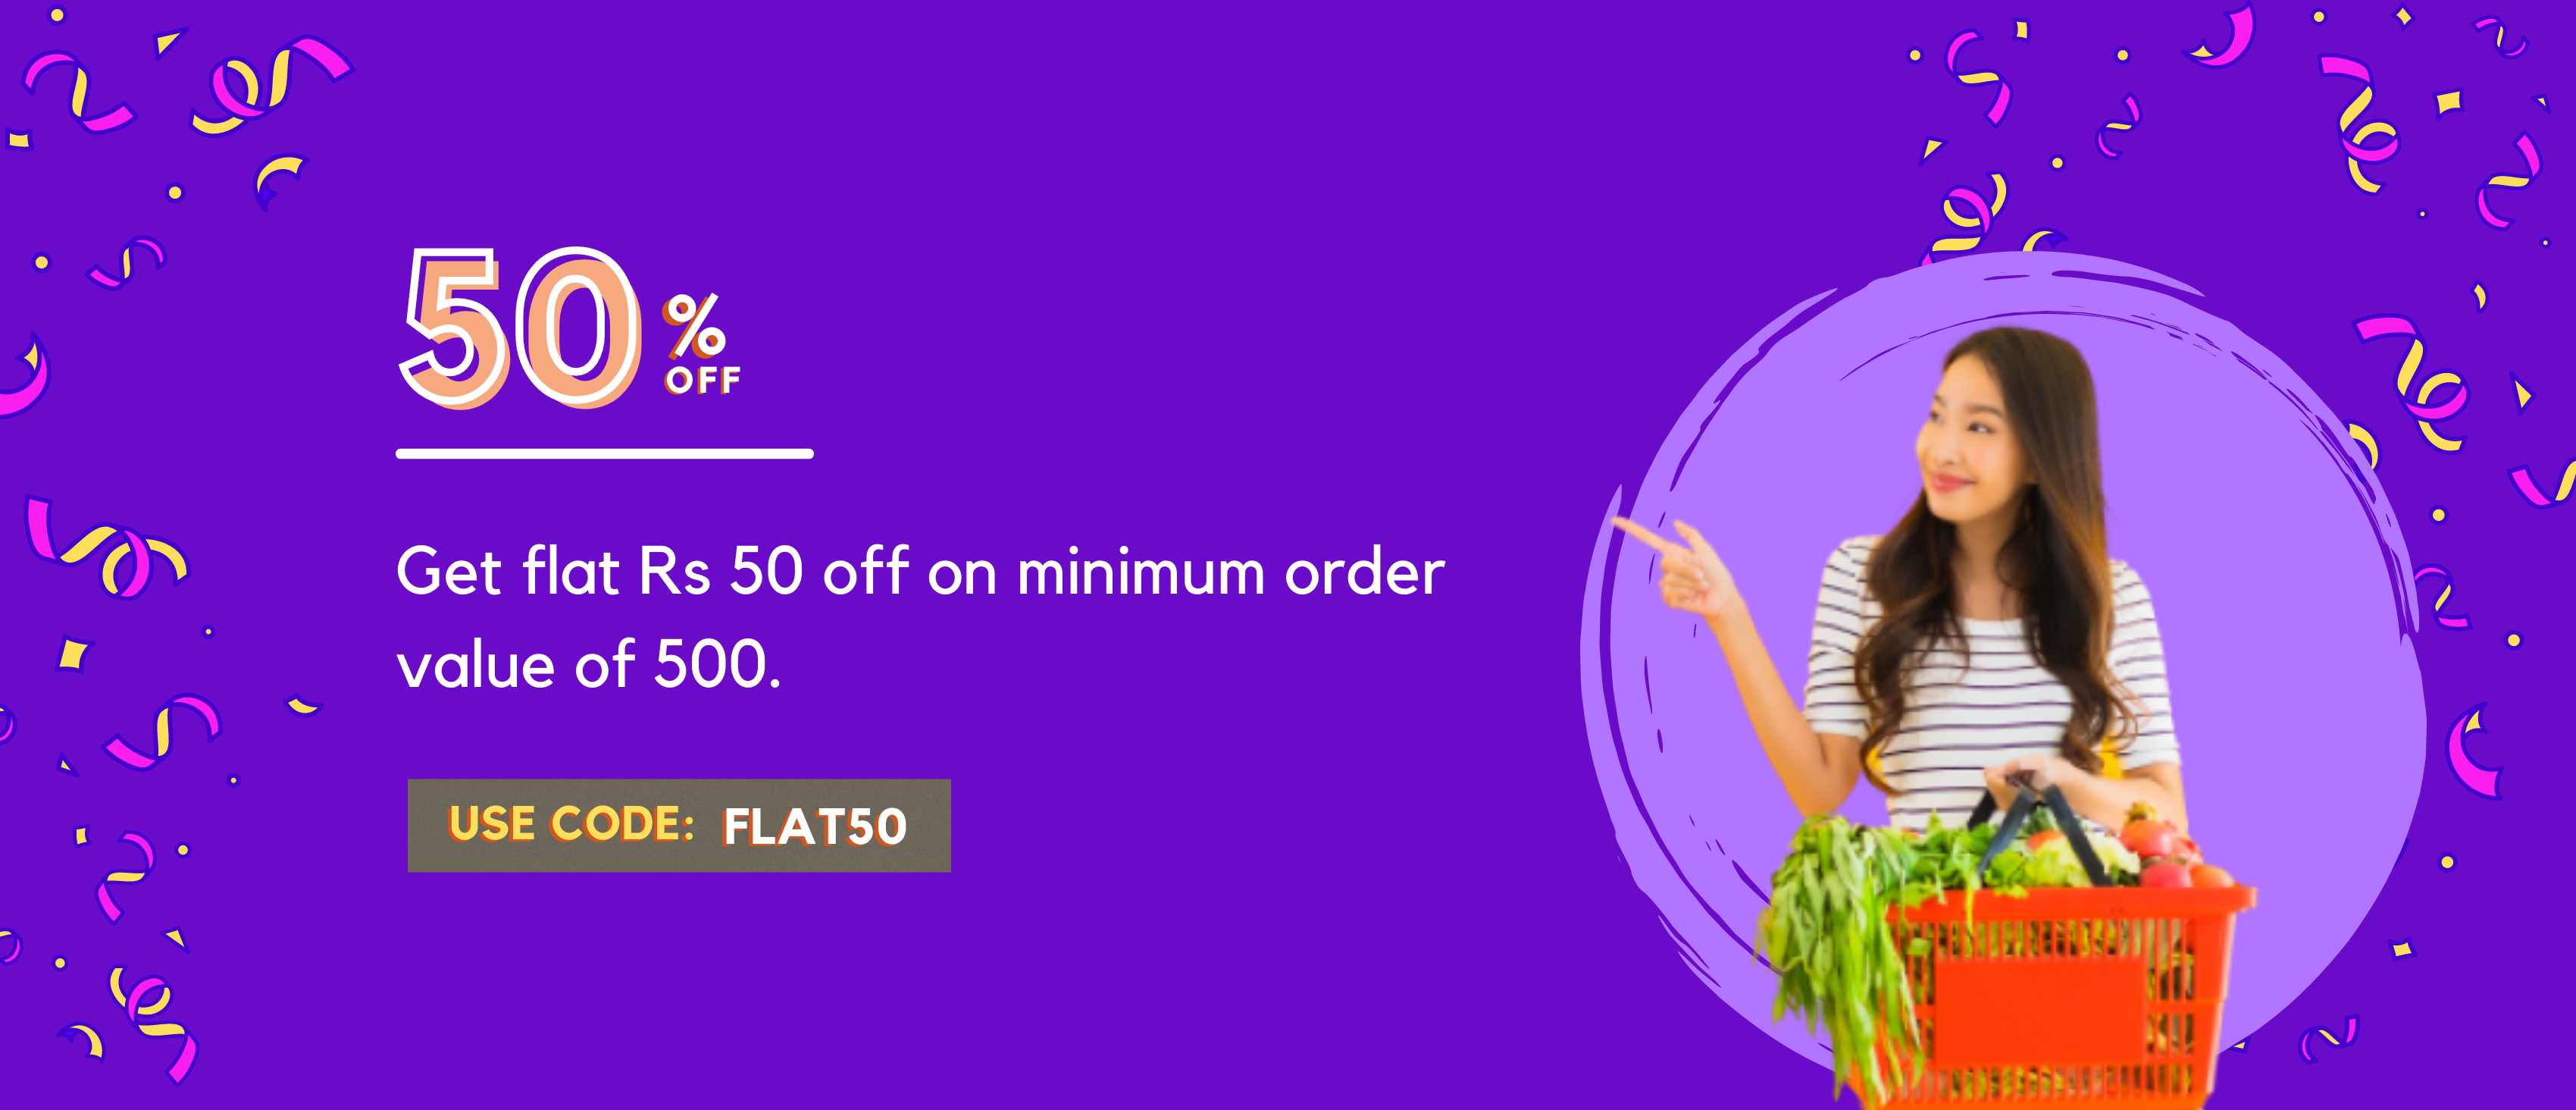 50 %
OFF
Get flat Rs 50 off on minimum order
value of 500.
USE CODE: FLAT50